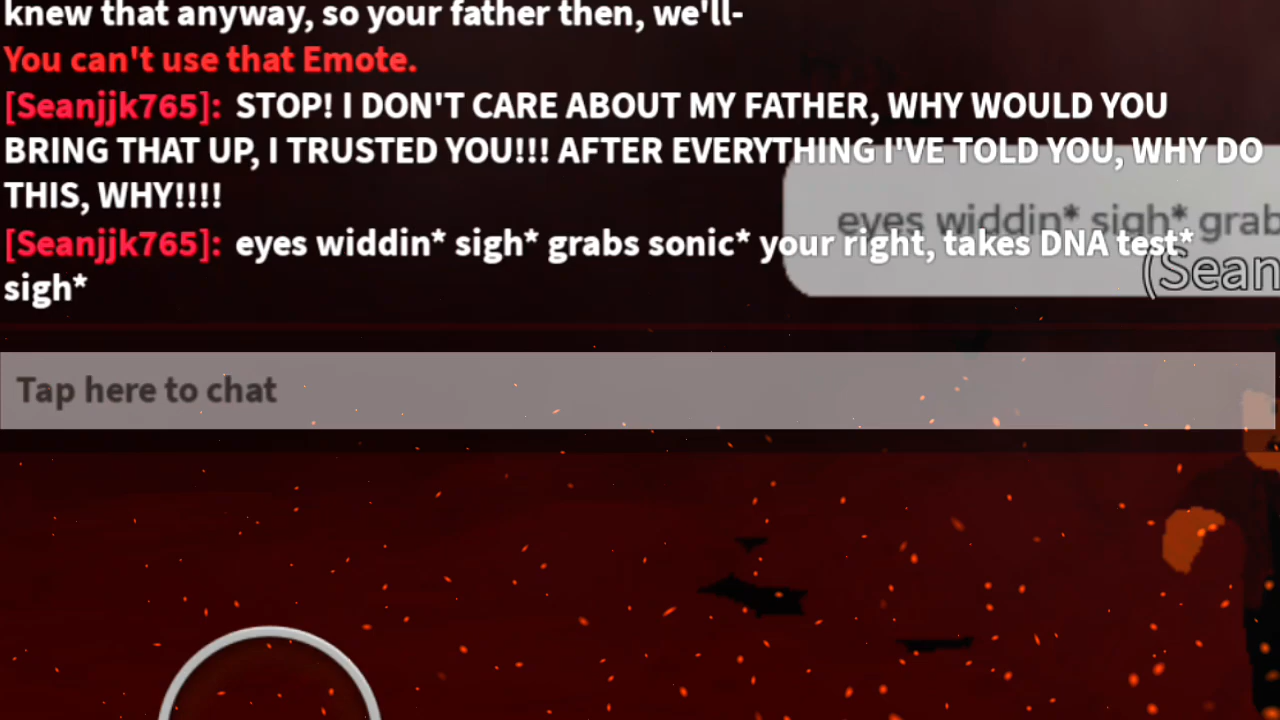 knew that anyway, so your father then, we'll-
You can't use that Emote.
[Seanjjk765]: STOP! I DON'T CARE ABOUT MY FATHER, WHY WOULD YOU
BRING THAT UP, I TRUSTED YOU!!! AFTER EVERYTHING I'VE TOLD YOU, WHY DO
THIS, WHY!!!!
eyes widdin* sigh* grab
[Seanjjk765]: eyes widdin* sigh* grabs sonic* your right, takes DNA test*
(Sean
sigh*
Tap here to chat